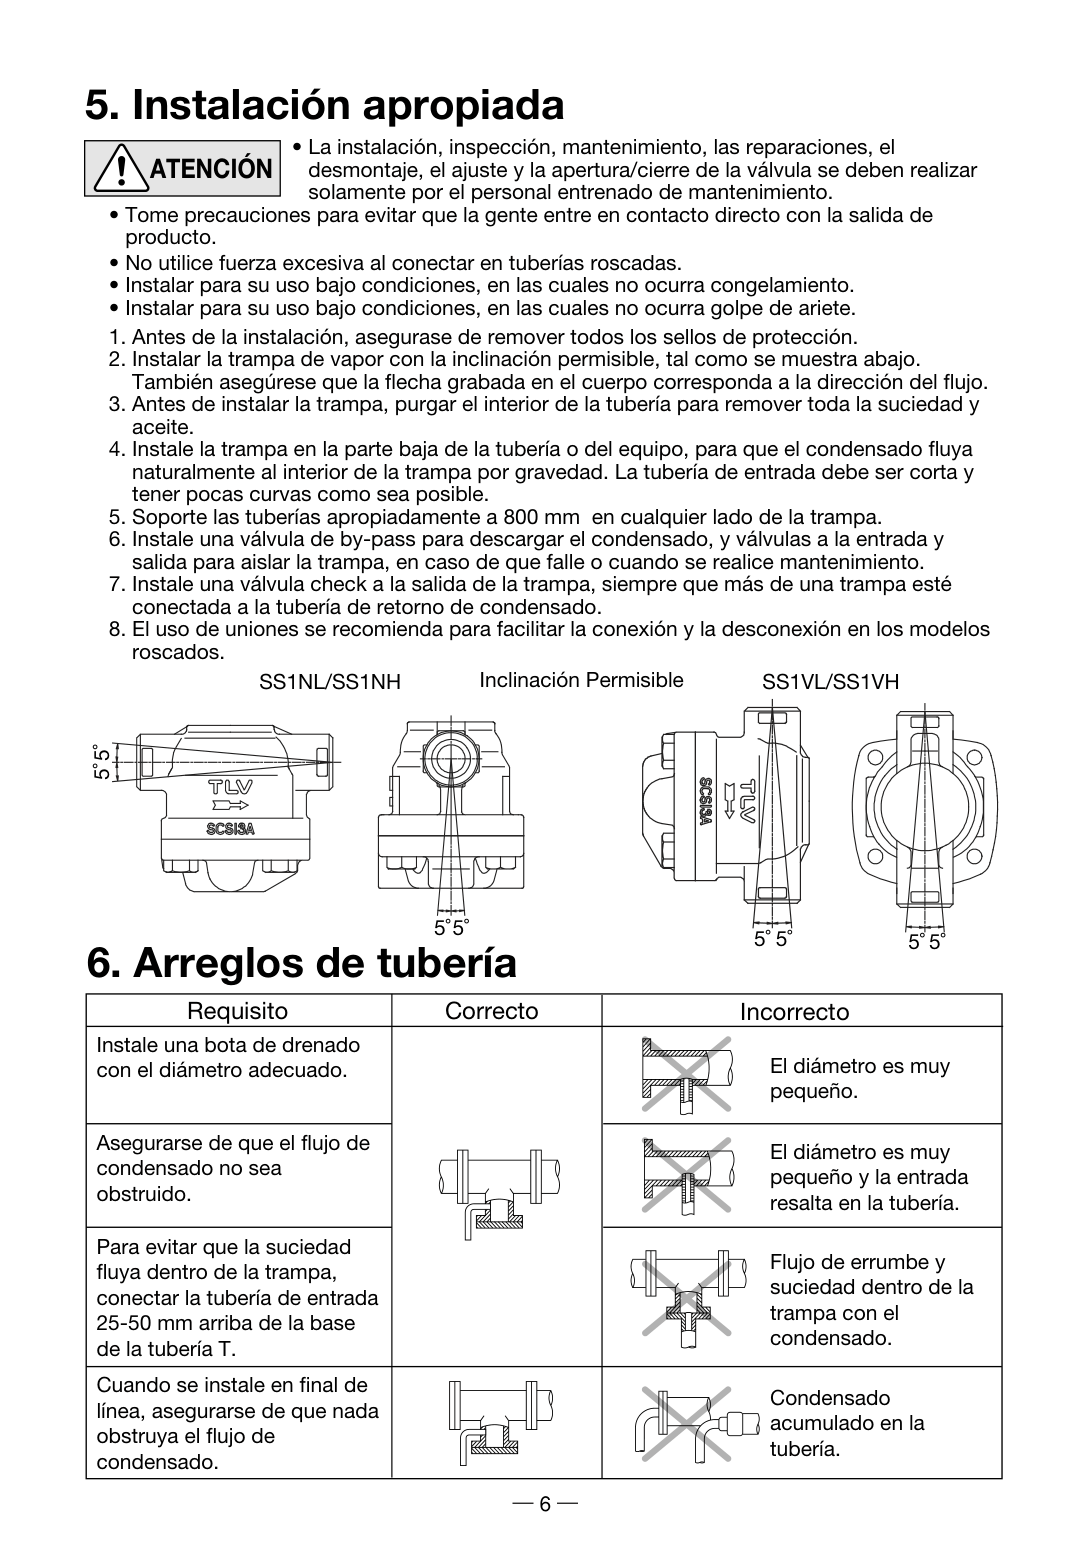 5. Instalación apropiada
ATENCIÓN
• La instalación, inspección, mantenimiento, las reparaciones, el
desmontaje, el ajuste y la apertura/cierre de la válvula se deben realizar
solamente por el personal entrenado de mantenimiento.
• Tome precauciones para evitar que la gente entre en contacto directo con la salida de
producto.
• No utilice fuerza excesiva al conectar en tuberías roscadas.
• Instalar para su uso bajo condiciones, en las cuales no ocurra congelamiento.
• Instalar para su uso bajo condiciones, en las cuales no ocurra golpe de ariete.
1. Antes de la instalación, asegurase de remover todos los sellos de protección.
2. Instalar la trampa de vapor con la inclinación permisible, tal como se muestra abajo.
También asegúrese que la flecha grabada en el cuerpo corresponda a la dirección del flujo.
3. Antes de instalar la trampa, purgar el interior de la tubería para remover toda la suciedad y
aceite.
4. Instale la trampa en la parte baja de la tubería o del equipo, para que el condensado fluya
naturalmente al interior de la trampa por gravedad. La tubería de entrada debe ser corta y
tener pocas curvas como sea posible.
5. Soporte las tuberías apropiadamente a 800 mm en cualquier lado de la trampa.
6. Instale una válvula de by-pass para descargar el condensado, y válvulas a la entrada y
salida para aislar la trampa, en caso de que falle o cuando se realice mantenimiento.
7. Instale una válvula check a la salida de la trampa, siempre que más de una trampa esté
conectada a la tubería de retorno de condensado.
8. El uso de uniones se recomienda para facilitar la conexión y la desconexión en los modelos
roscados.
SS1NL/SS1NH
Inclinación Permisible
SS1VL/SS1VH
5˚ 5˚
TLV
SCSI3A
5˚ 5˚
TLV
SCSI3A
5˚ 5˚
5˚ 5˚
6. Arreglos de tubería
Requisito
Correcto
Incorrecto
Instale una bota de drenado
con el diámetro adecuado.
El diámetro es muy
pequeño.
Asegurarse de que el flujo de
condensado no sea
obstruido.
El diámetro es muy
pequeño y la entrada
resalta en la tubería.
Para evitar que la suciedad
fluya dentro de la trampa,
conectar la tubería de entrada
25-50 mm arriba de la base
de la tubería T.
Flujo de errumbe y
suciedad dentro de la
trampa con el
condensado.
Cuando se instale en final de
línea, asegurarse de que nada
obstruya el flujo de
condensado.
Condensado
acumulado en la
tubería.
— 6 —